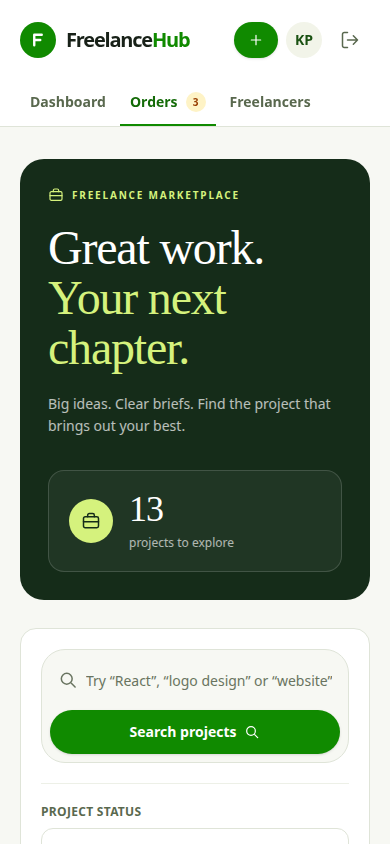 F FreelanceHub + KP
Dashboard Orders 3 Freelancers
FREELANCE MARKETPLACE
Great work.
Your next
chapter.
Big ideas. Clear briefs. Find the project that
brings out your best.
13
projects to explore
Try “React”, “logo design” or “website”
Search projects
PROJECT STATUS